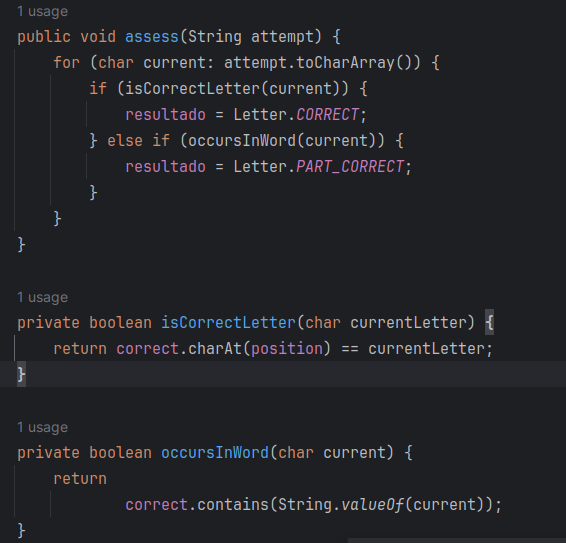 1 usage
public void assess(String attempt) {
    for (char current: attempt.toCharArray()) {
        if (isCorrectLetter(current)) {
            resultado = Letter.CORRECT;
        } else if (occursInWord(current)) {
            resultado = Letter.PART_CORRECT;
        }
    }
}
1 usage
private boolean isCorrectLetter(char currentLetter) {
    return correct.charAt(position) == currentLetter;
}
1 usage
private boolean occursInWord(char current) {
    return
            correct.contains(String.valueOf(current));
}